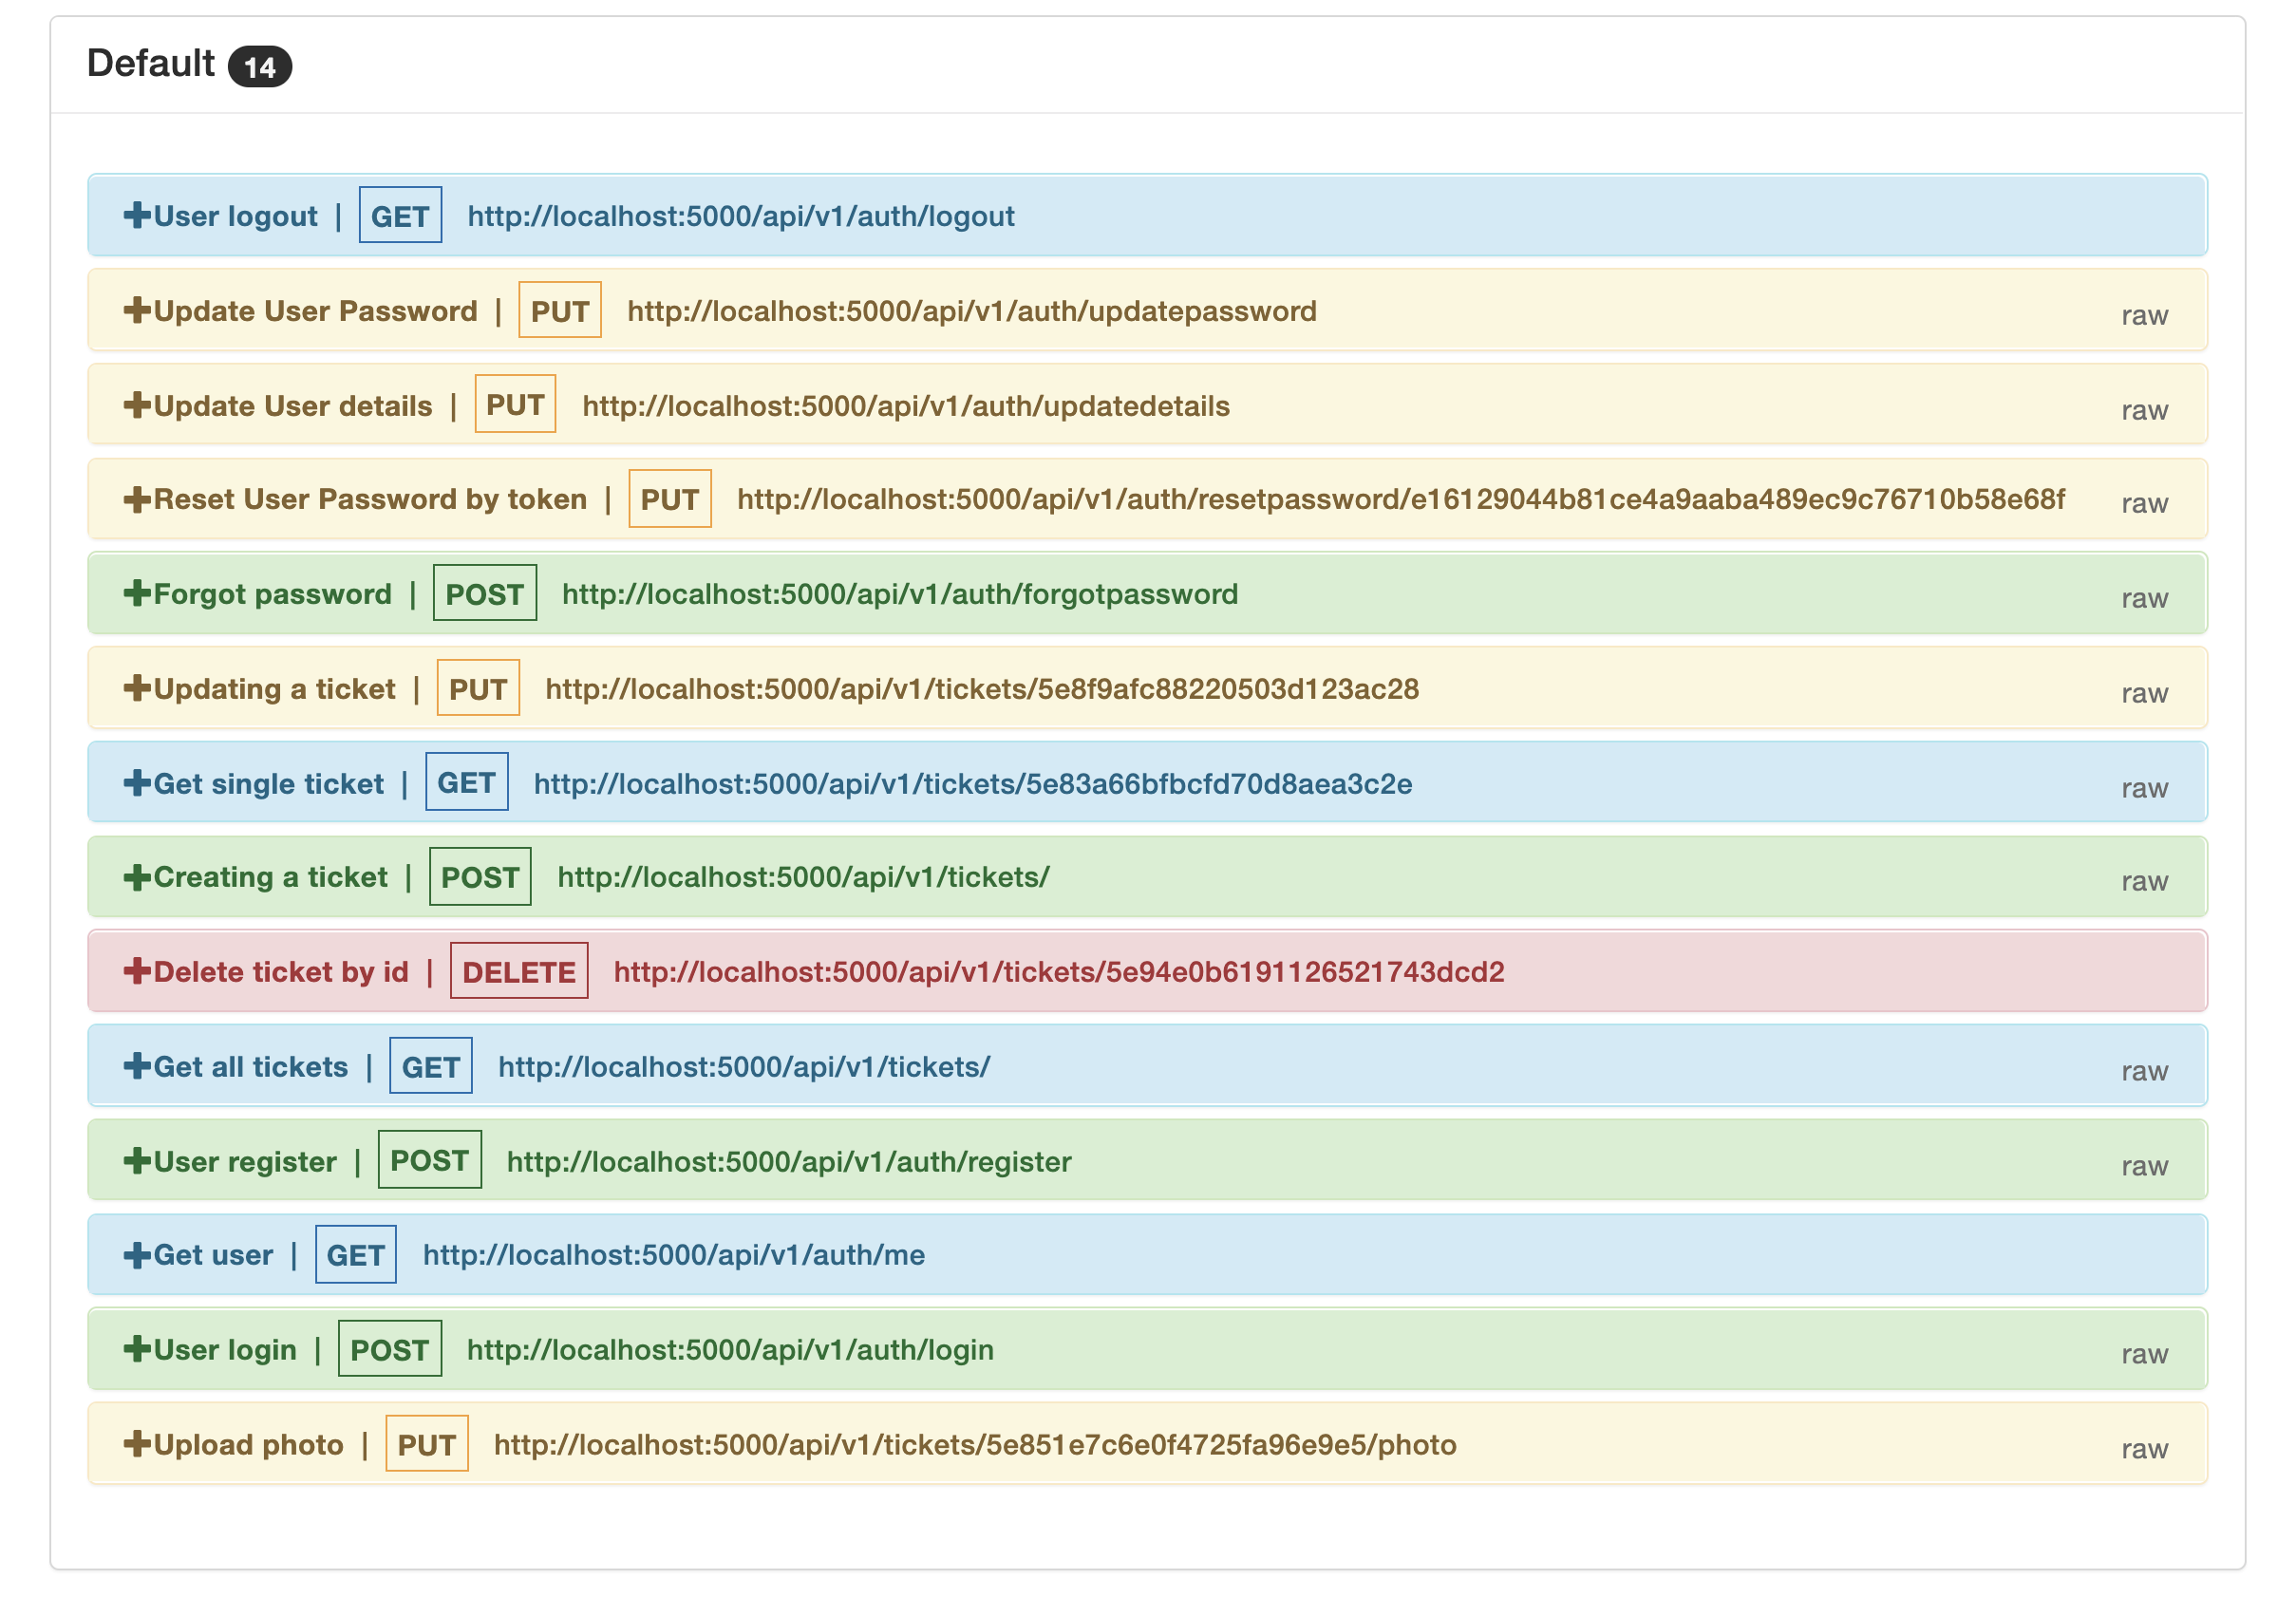 Default 14
User logout | GET http://localhost:5000/api/v1/auth/logout
Update User Password | PUT http://localhost:5000/api/v1/auth/updatepassword raw
Update User details | PUT http://localhost:5000/api/v1/auth/updatedetails raw
Reset User Password by token | PUT http://localhost:5000/api/v1/auth/resetpassword/e16129044b81ce4a9aaba489ec9c76710b58e68f raw
Forgot password | POST http://localhost:5000/api/v1/auth/forgotpassword raw
Updating a ticket | PUT http://localhost:5000/api/v1/tickets/5e8f9afc88220503d123ac28 raw
Get single ticket | GET http://localhost:5000/api/v1/tickets/5e83a66bfbcfd70d8aea3c2e raw
Creating a ticket | POST http://localhost:5000/api/v1/tickets/ raw
Delete ticket by id | DELETE http://localhost:5000/api/v1/tickets/5e94e0b6191126521743dcd2
Get all tickets | GET http://localhost:5000/api/v1/tickets/ raw
User register | POST http://localhost:5000/api/v1/auth/register raw
Get user | GET http://localhost:5000/api/v1/auth/me
User login | POST http://localhost:5000/api/v1/auth/login raw
Upload photo | PUT http://localhost:5000/api/v1/tickets/5e851e7c6e0f4725fa96e9e5/photo raw